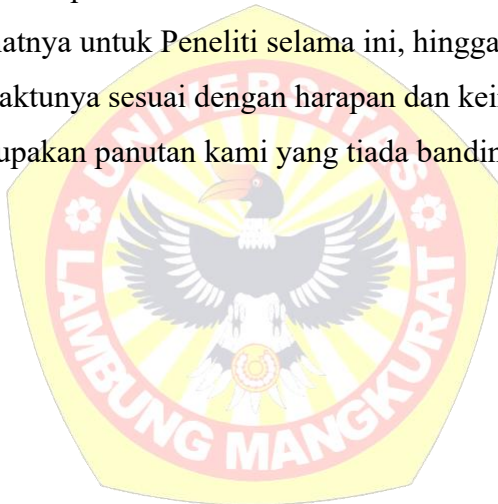 atnya untuk Peneliti selama ini, hingga
aktunya sesuai dengan harapan dan kei
upakan panutan kami yang tiada bandin
UNIVERSITAS
LAMBUNG MANGKURAT